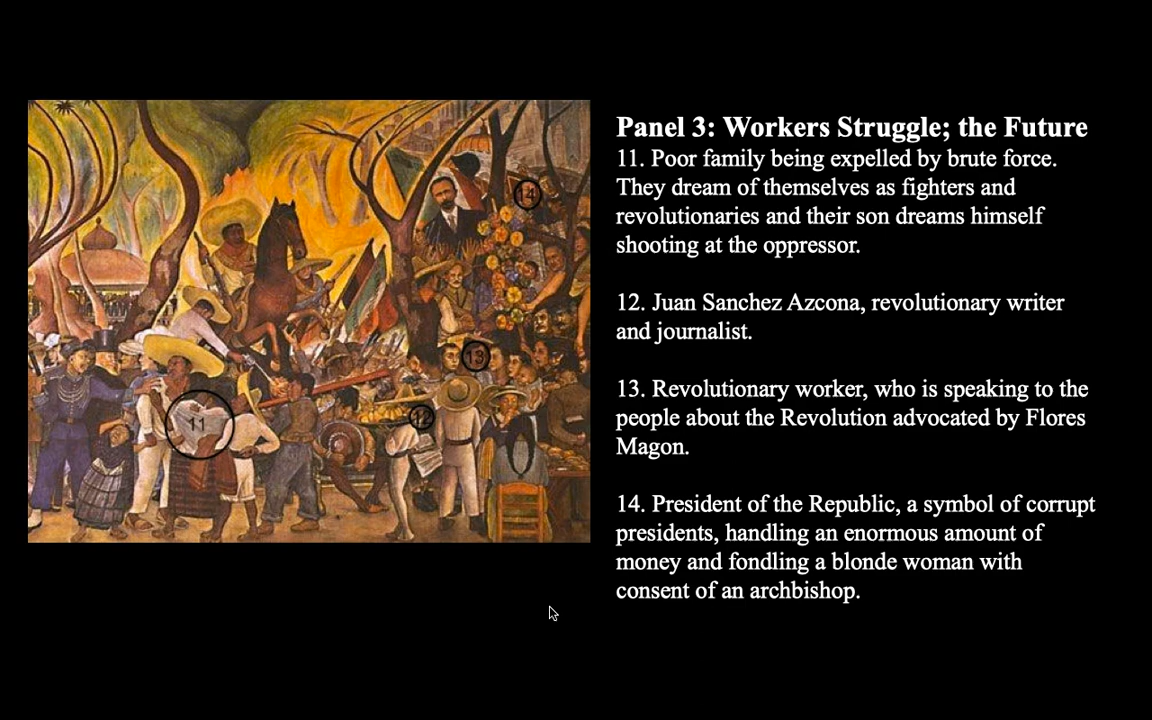 Panel 3: Workers Struggle; the Future
11. Poor family being expelled by brute force.
They dream of themselves as fighters and
revolutionaries and their son dreams himself
shooting at the oppressor.
12. Juan Sanchez Azcona, revolutionary writer
and journalist.
13. Revolutionary worker, who is speaking to the
people about the Revolution advocated by Flores
Magon.
14. President of the Republic, a symbol of corrupt
presidents, handling an enormous amount of
money and fondling a blonde woman with
consent of an archbishop.
14
13
12
11